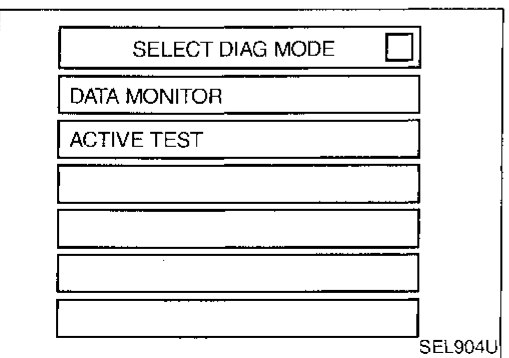 SELECT DIAG MODE
DATA MONITOR
ACTIVE TEST
SEL904U